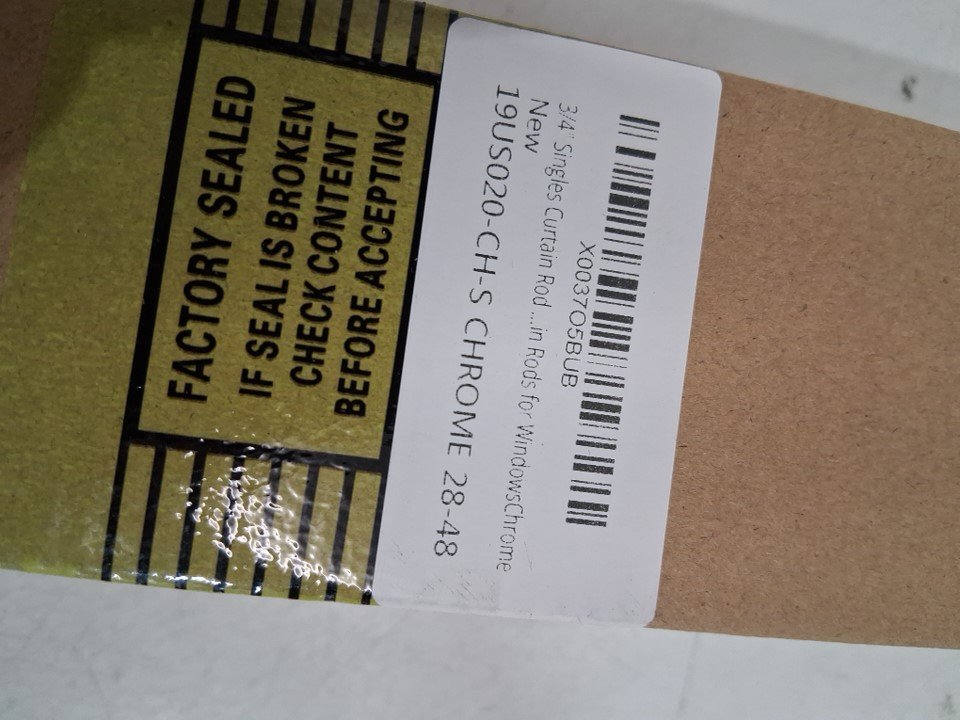 FACTORY SEALED
IF SEAL IS BROKEN
CHECK CONTENT
BEFORE ACCEPTING
X003705BUB
3/4" Singles Curtain Rod ...in Rods for WindowsChrome
New
19US020-CH-S CHROME 28-48